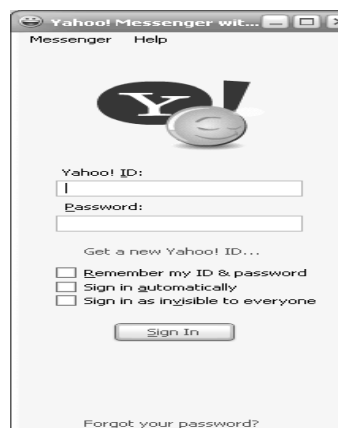 Yahoo! Messenger wit...
Messenger Help
Y!
Yahoo! ID:
Password:
Get a new Yahoo! ID...
Remember my ID & password
Sign in automatically
Sign in as invisible to everyone
Sign In
Forgot your password?